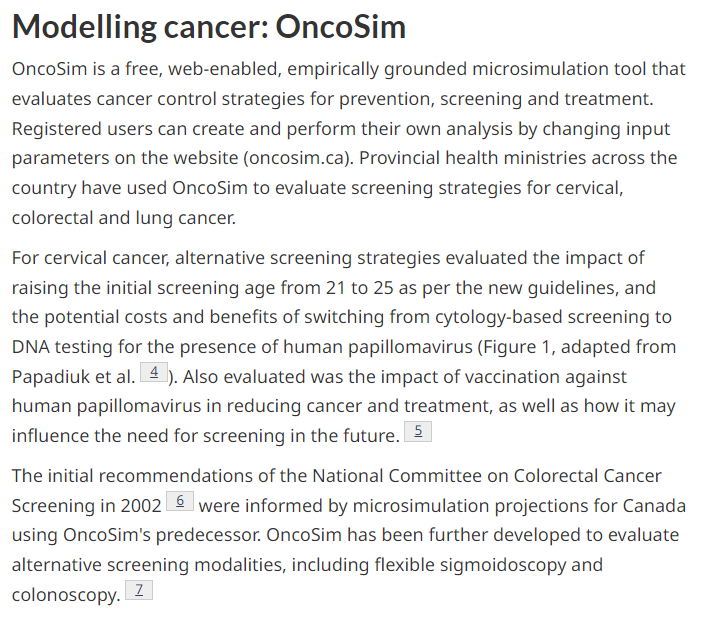 Modelling cancer: OncoSim
OncoSim is a free, web-enabled, empirically grounded microsimulation tool that
evaluates cancer control strategies for prevention, screening and treatment.
Registered users can create and perform their own analysis by changing input
parameters on the website (oncosim.ca). Provincial health ministries across the
country have used OncoSim to evaluate screening strategies for cervical,
colorectal and lung cancer.
For cervical cancer, alternative screening strategies evaluated the impact of
raising the initial screening age from 21 to 25 as per the new guidelines, and
the potential costs and benefits of switching from cytology-based screening to
DNA testing for the presence of human papillomavirus (Figure 1, adapted from
Papadiuk et al. 4 ). Also evaluated was the impact of vaccination against
human papillomavirus in reducing cancer and treatment, as well as how it may
influence the need for screening in the future. 5
The initial recommendations of the National Committee on Colorectal Cancer
Screening in 2002 6 were informed by microsimulation projections for Canada
using OncoSim's predecessor. OncoSim has been further developed to evaluate
alternative screening modalities, including flexible sigmoidoscopy and
colonoscopy. 7